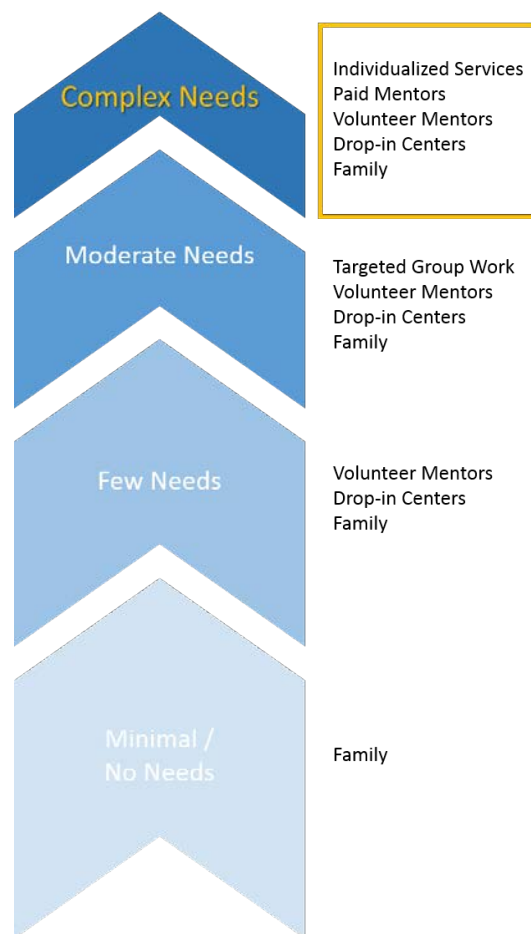 Complex Needs
Individualized Services
Paid Mentors
Volunteer Mentors
Drop-in Centers
Family
Moderate Needs
Targeted Group Work
Volunteer Mentors
Drop-in Centers
Family
Few Needs
Volunteer Mentors
Drop-in Centers
Family
Minimal /
No Needs
Family